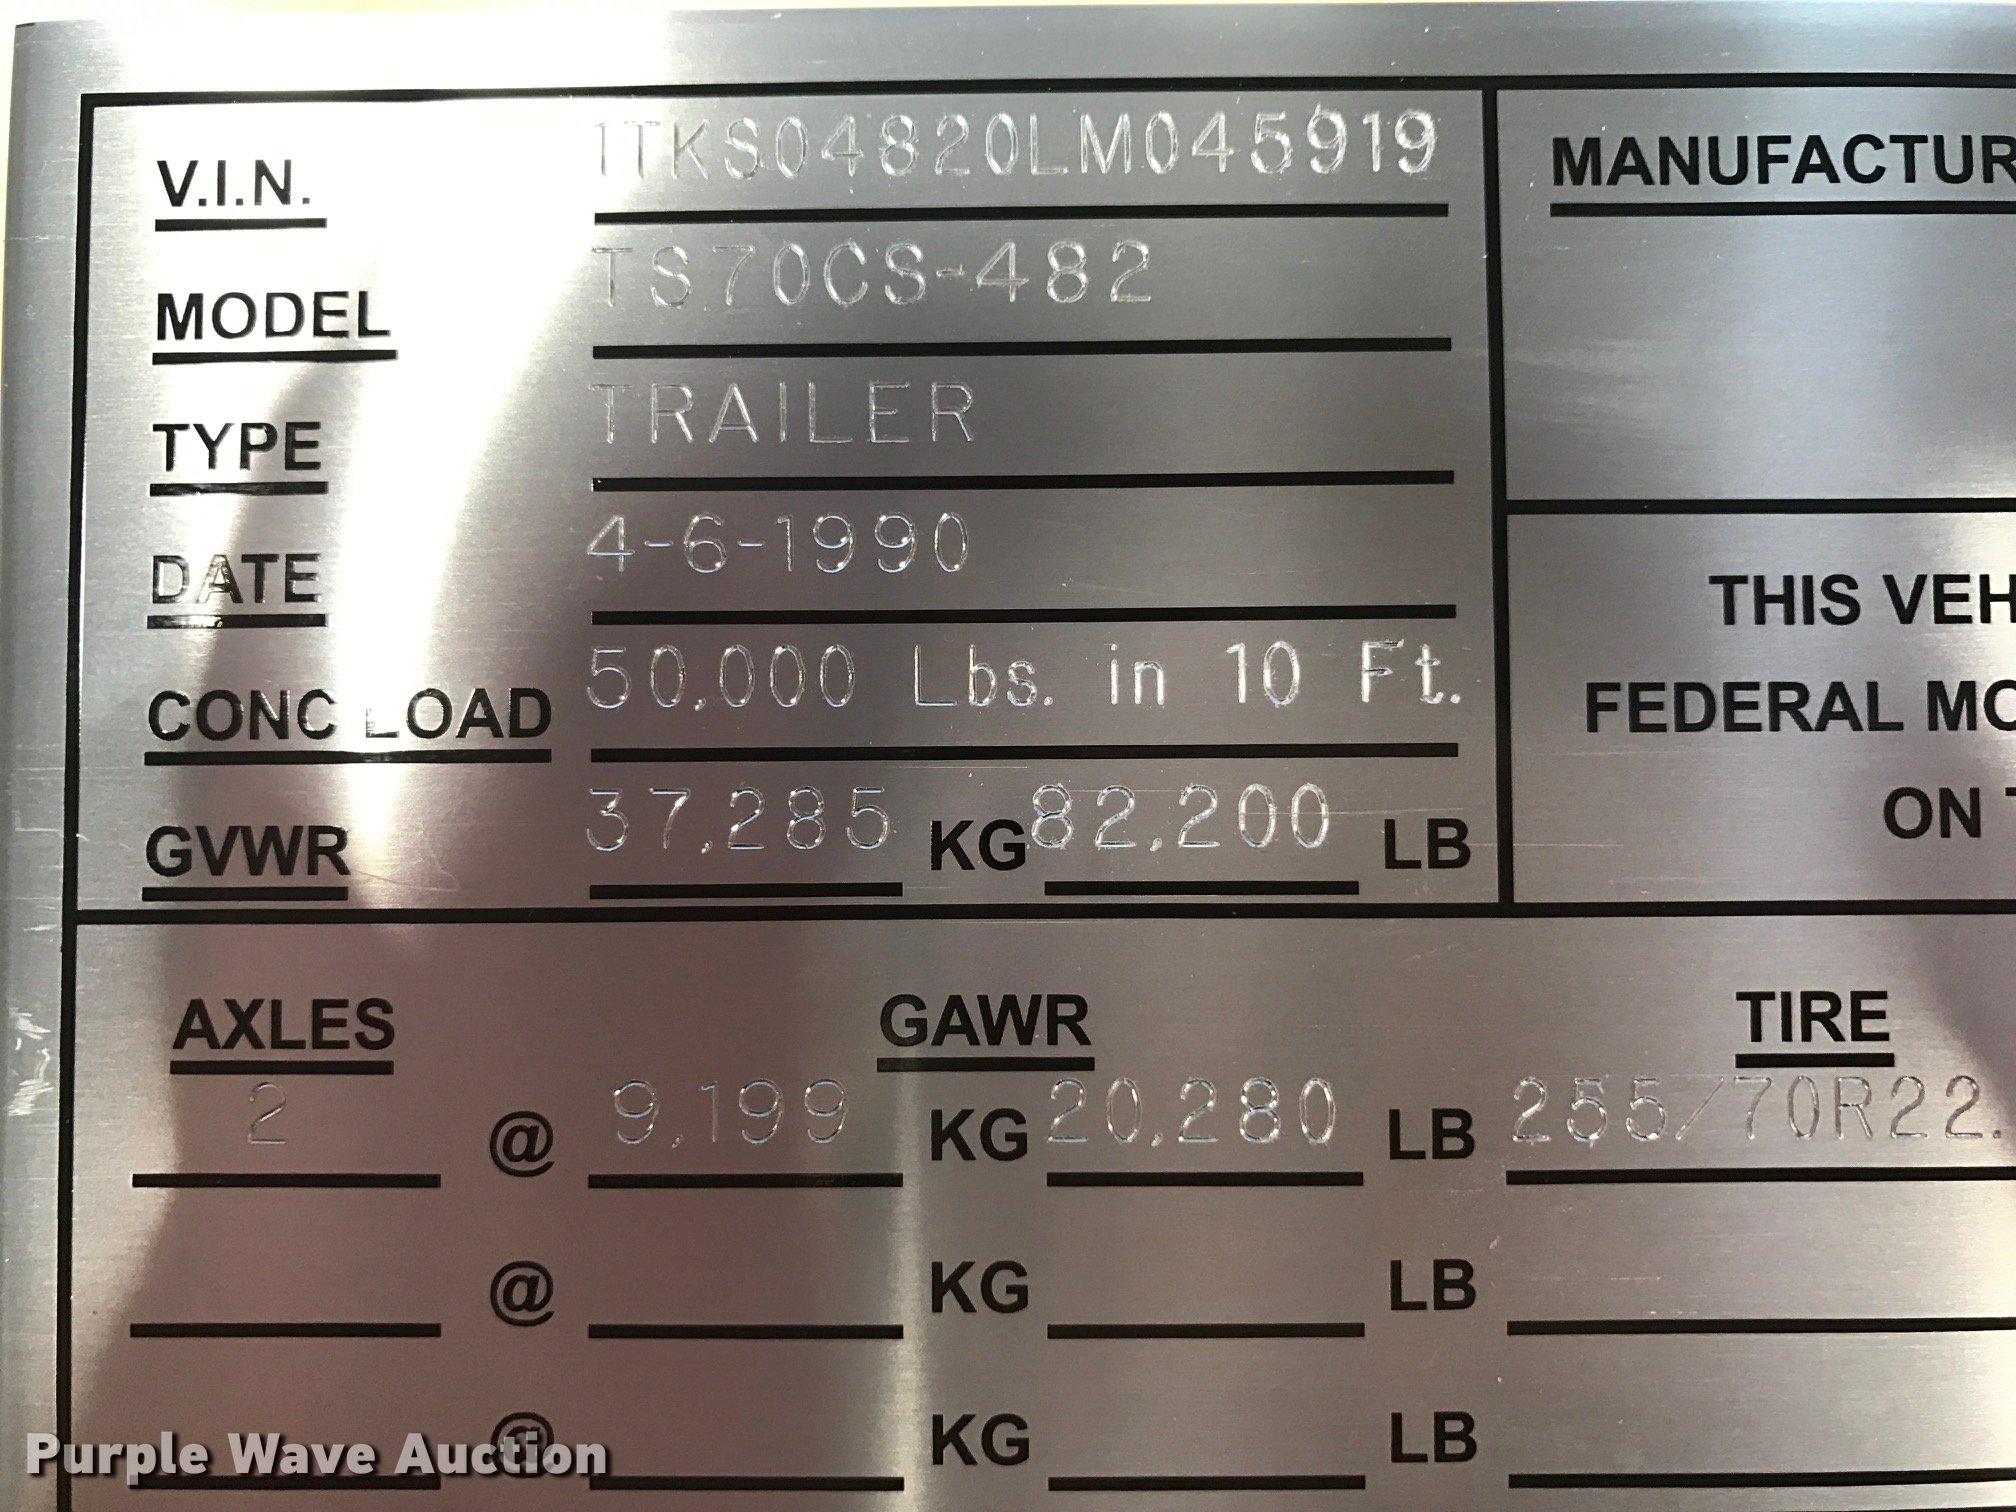 V.I.N. 1TKS04820LM045919
MODEL TS70CS-482
TYPE TRAILER
DATE 4-6-1990
CONC LOAD 50,000 Lbs. in 10 Ft.
GVWR 37,285 KG 82,200 LB
MANUFACTUR
THIS VEH
FEDERAL MO
ON T
AXLES GAWR TIRE
2 @ 9,199 KG 20,280 LB 255/70R22.
@ KG LB
@ KG LB
Purple Wave Auction